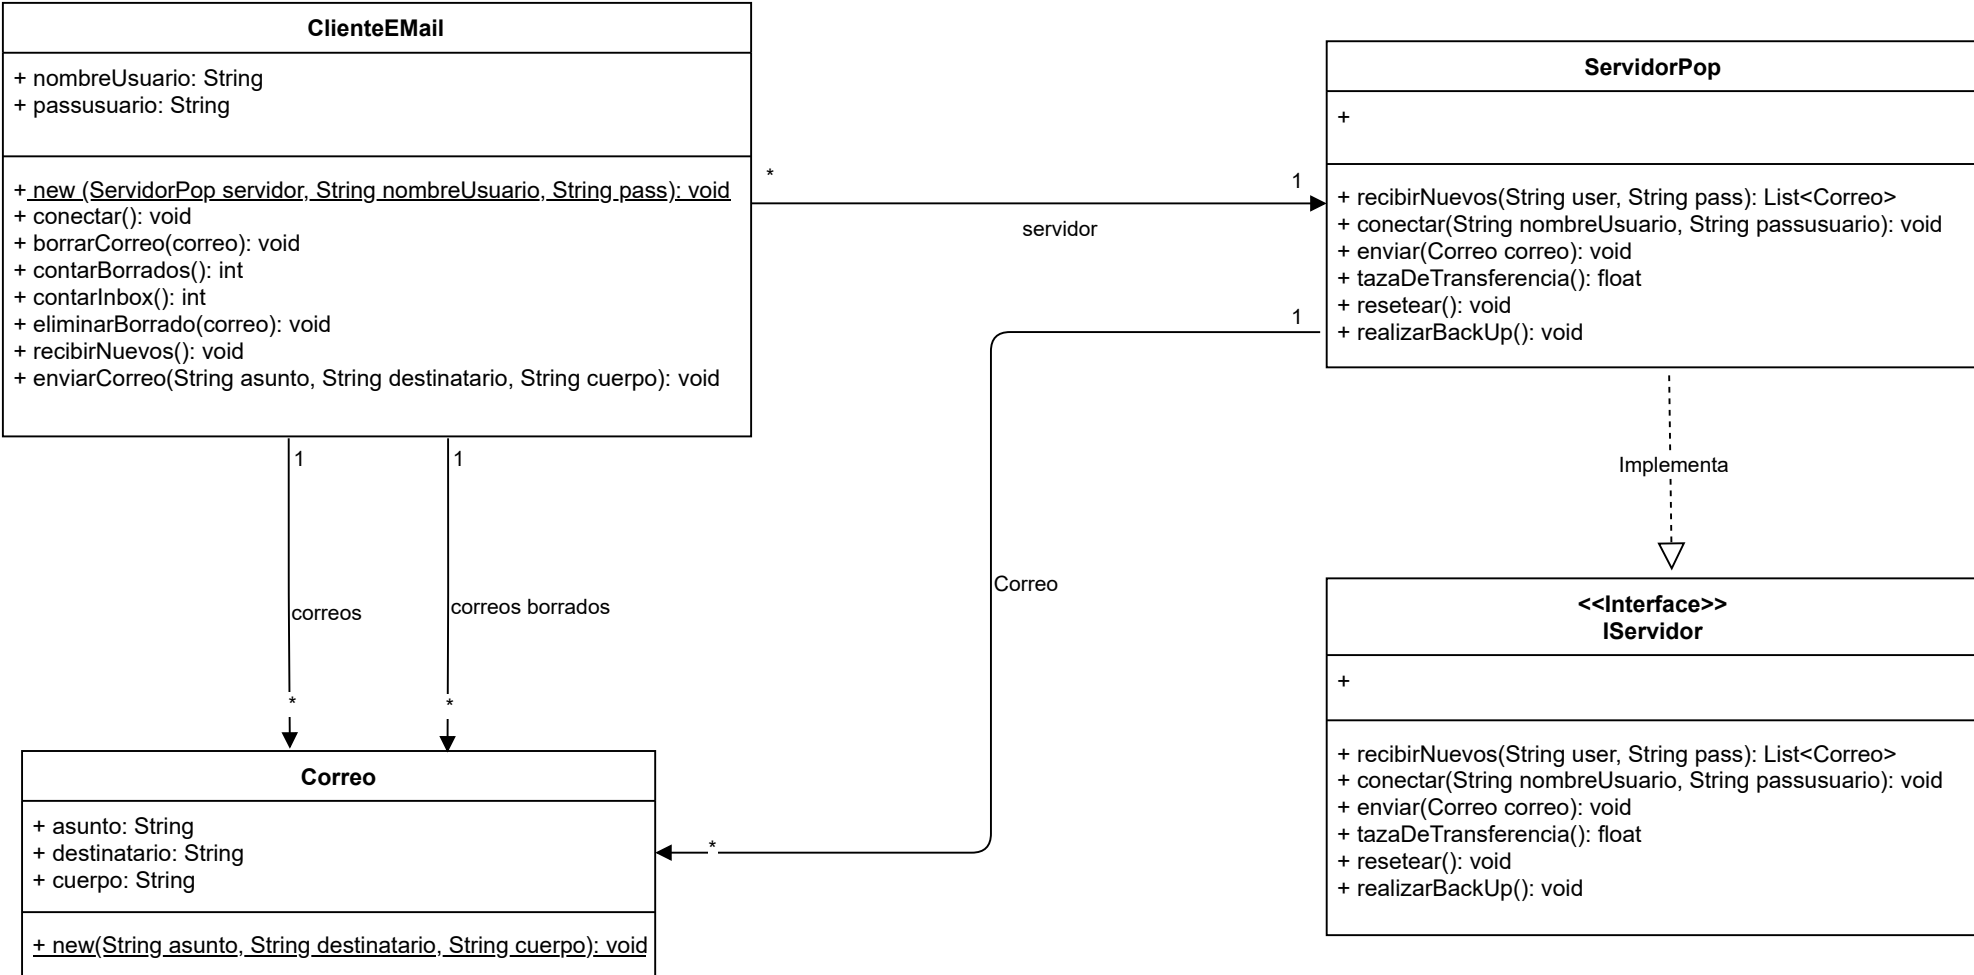 ClienteEMail
+ nombreUsuario: String
+ passusuario: String
+ new (ServidorPop servidor, String nombreUsuario, String pass): void
+ conectar(): void
+ borrarCorreo(correo): void
+ contarBorrados(): int
+ contarInbox(): int
+ eliminarBorrado(correo): void
+ recibirNuevos(): void
+ enviarCorreo(String asunto, String destinatario, String cuerpo): void
*
1
servidor
ServidorPop
+
+ recibirNuevos(String user, String pass): List<Correo>
+ conectar(String nombreUsuario, String passusuario): void
+ enviar(Correo correo): void
+ tazaDeTransferencia(): float
+ resetear(): void
+ realizarBackUp(): void
1
Correo
*
1
correos
*
1
correos borrados
*
Implementa
<<Interface>>
IServidor
+
+ recibirNuevos(String user, String pass): List<Correo>
+ conectar(String nombreUsuario, String passusuario): void
+ enviar(Correo correo): void
+ tazaDeTransferencia(): float
+ resetear(): void
+ realizarBackUp(): void
Correo
+ asunto: String
+ destinatario: String
+ cuerpo: String
+ new(String asunto, String destinatario, String cuerpo): void